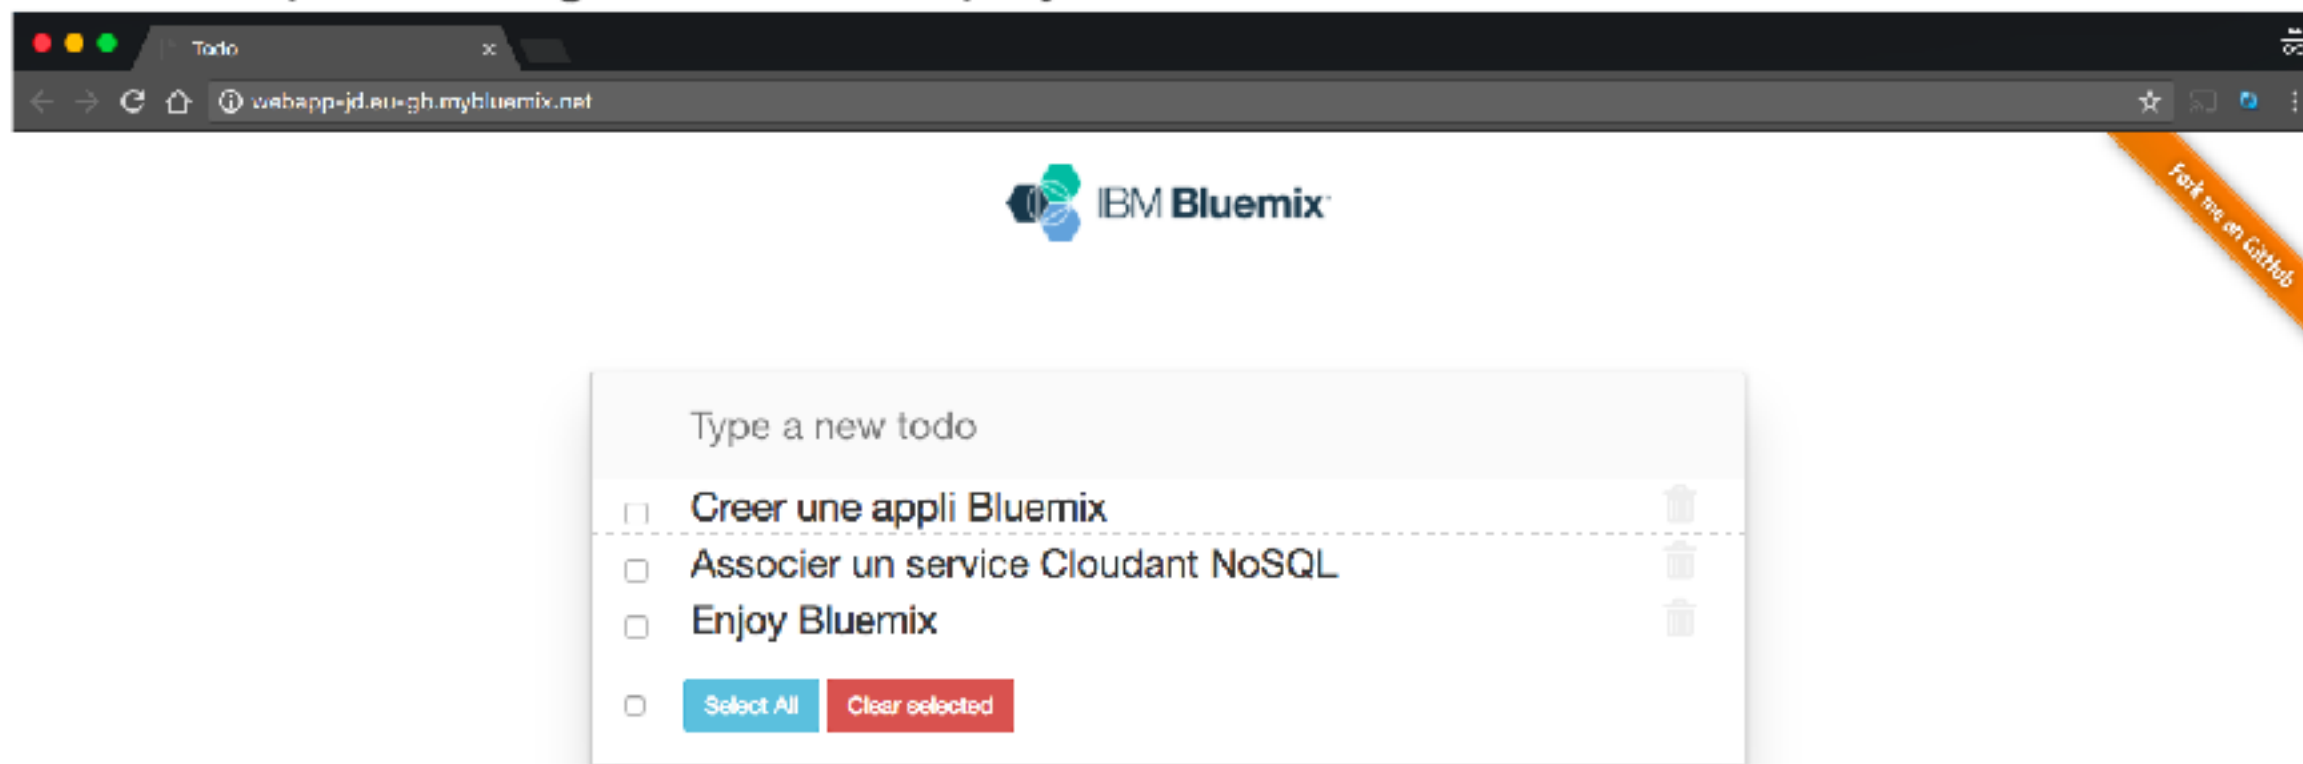 Todo
webapp-jd.eu-gb.mybluemix.net
IBM Bluemix
Fork me on GitHub
Type a new todo
Creer une appli Bluemix
Associer un service Cloudant NoSQL
Enjoy Bluemix
Select All Clear selected